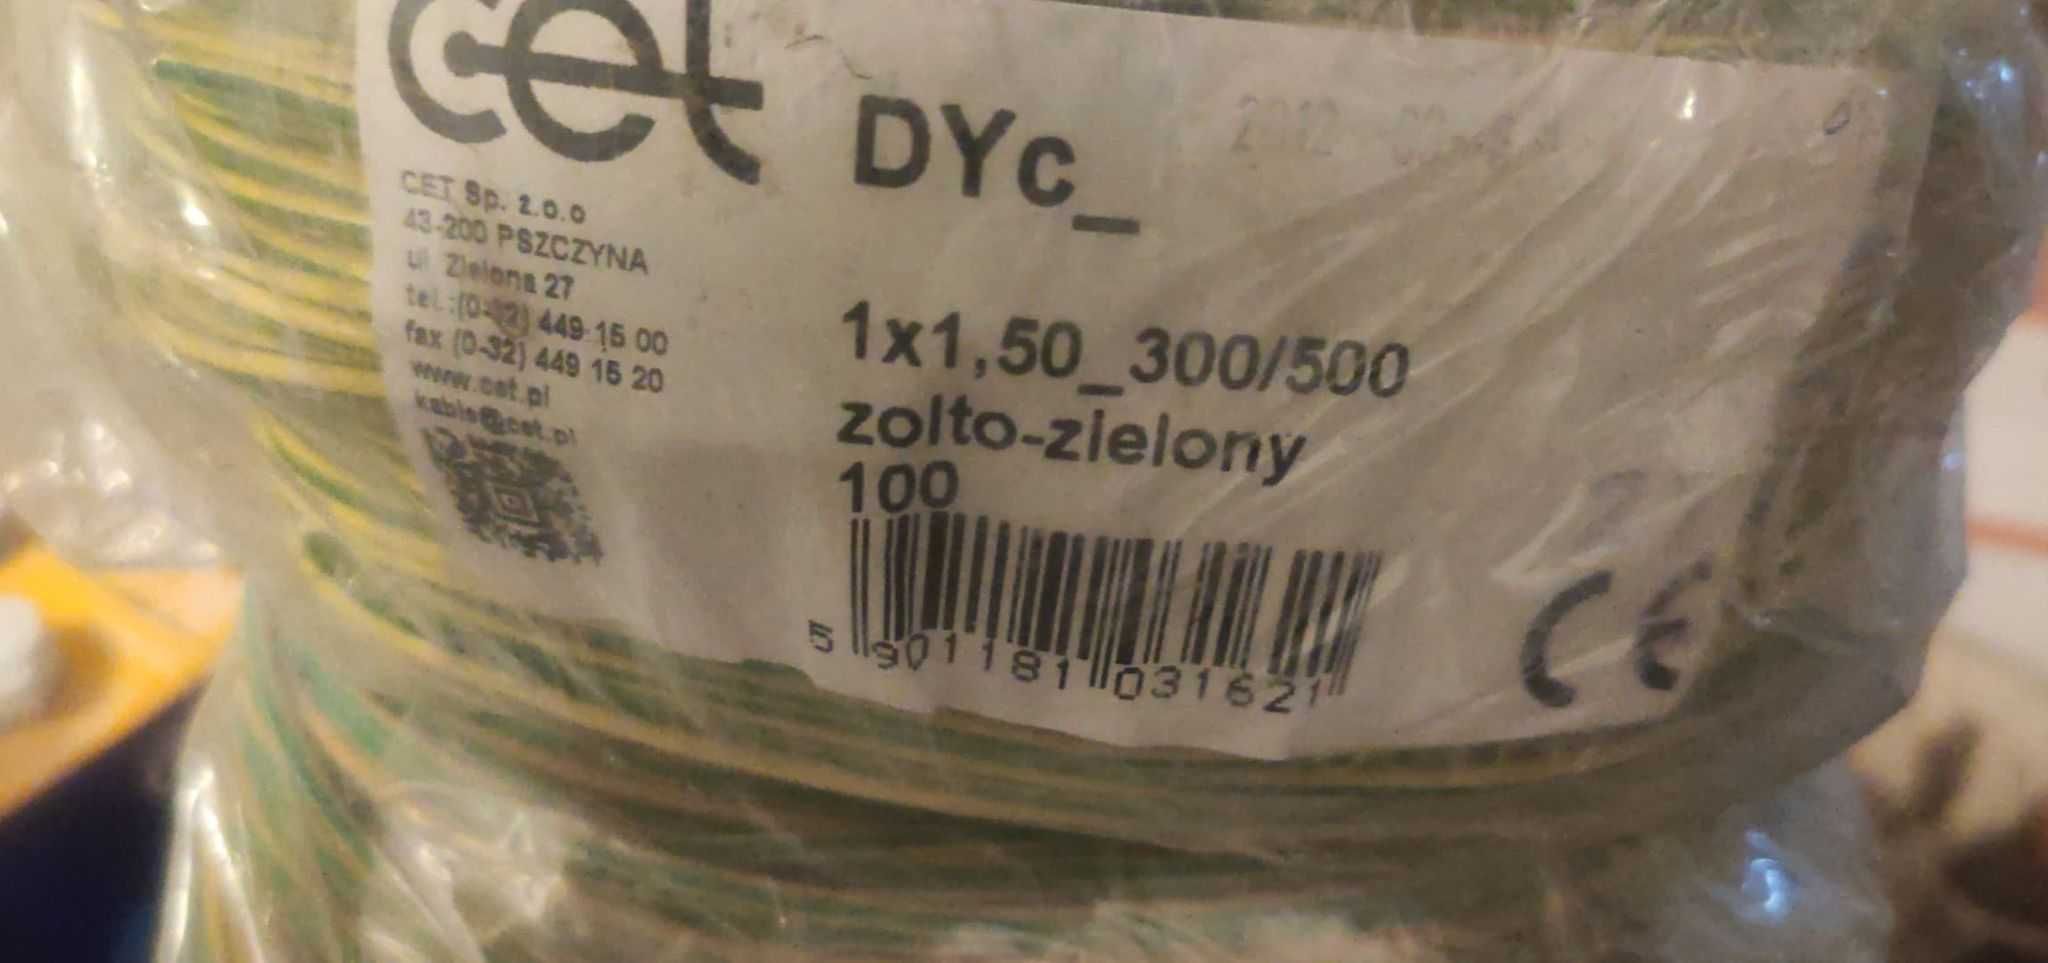 cet
DYc_
CET Sp. z.o.o
43-200 PSZCZYNA
ul. Zielona 27
tel.:(0-32) 449 15 00
fax (0-32) 449 15 20
www.cet.pl
kable@cet.pl
1x1,50_300/500
zolto-zielony
100
5 901181 031621
CE